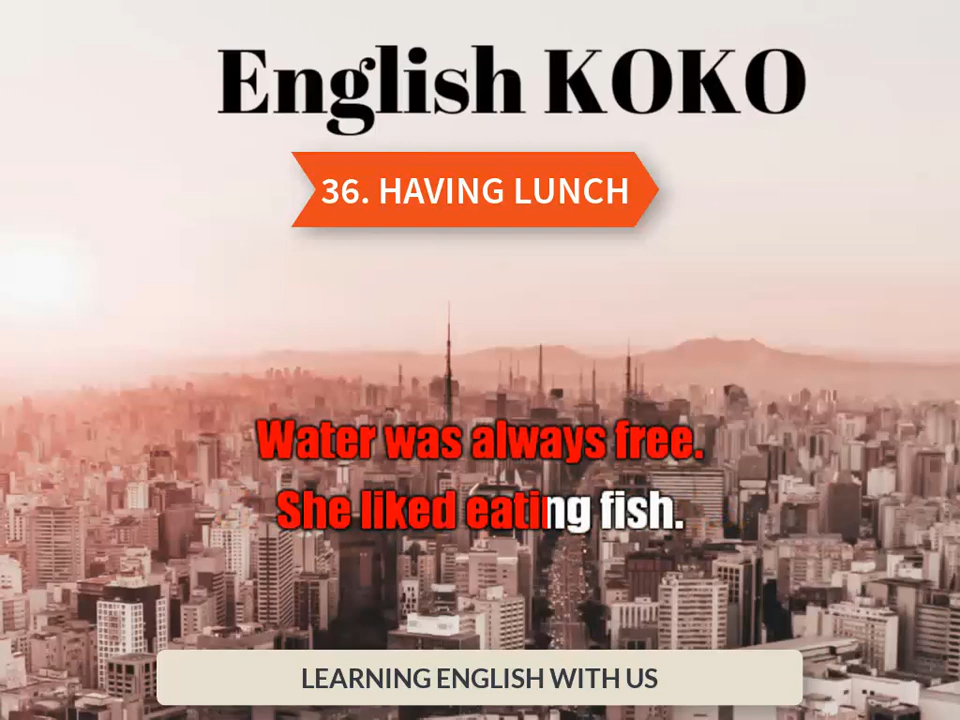 English KOKO
36. HAVING LUNCH
Water was always free.
She liked eating fish.
LEARNING ENGLISH WITH US